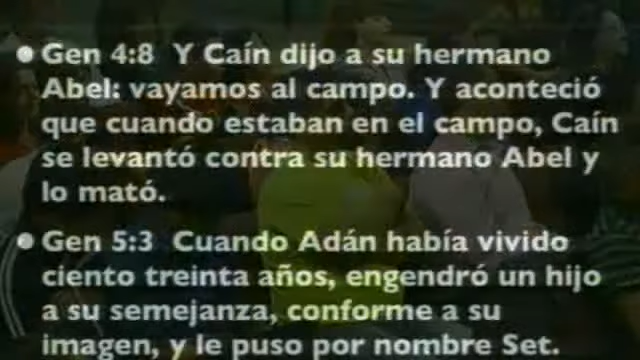 ● Gen 4:8 Y Caín dijo a su hermano
Abel: vayamos al campo. Y aconteció
que cuando estaban en el campo, Caín
se levantó contra su hermano Abel y
lo mató.
● Gen 5:3 Cuando Adán había vivido
ciento treinta años, engendró un hijo
a su semejanza, conforme a su
imagen, y le puso por nombre Set.